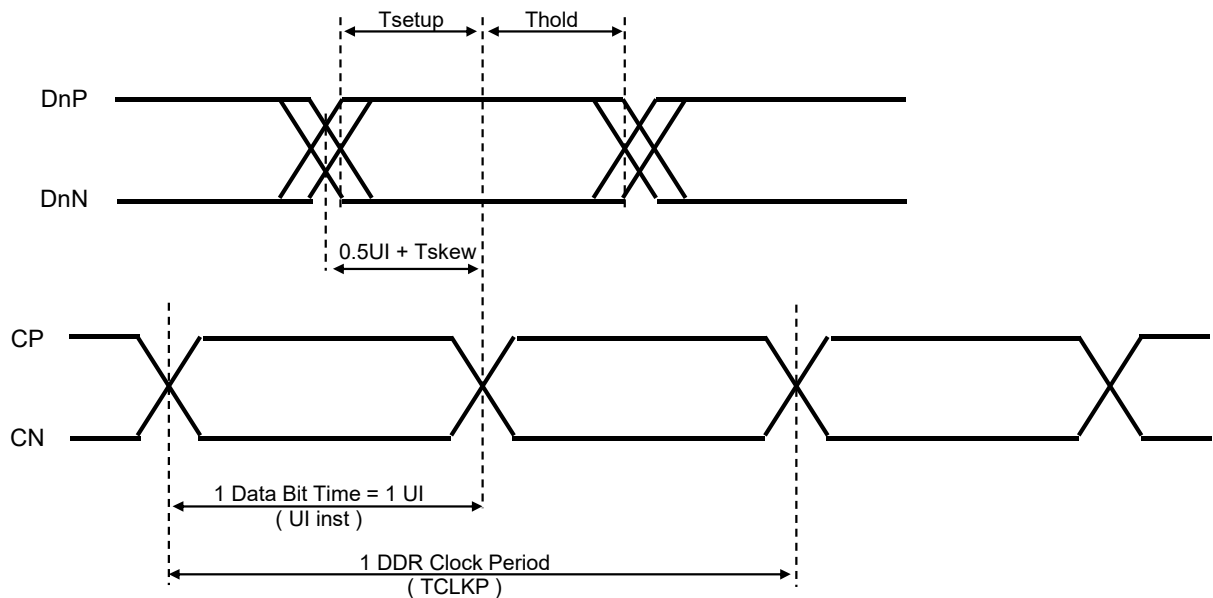 Tsetup
Thold
DnP
DnN
0.5UI + Tskew
CP
CN
1 Data Bit Time = 1 UI
( UI inst )
1 DDR Clock Period
( TCLKP )